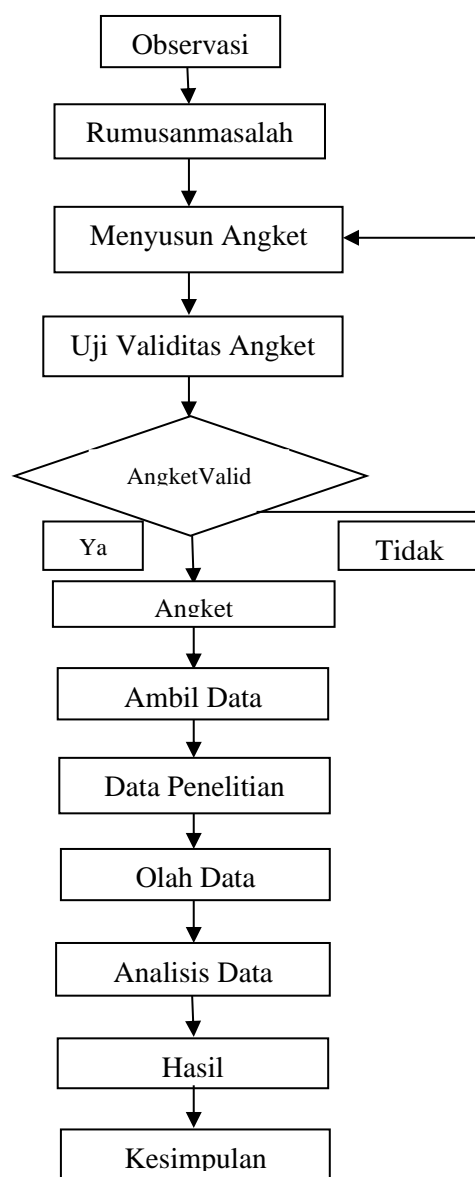 Observasi
Rumusanmasalah
Menyusun Angket
Uji Validitas Angket
AngketValid
Ya
Tidak
Angket
Ambil Data
Data Penelitian
Olah Data
Analisis Data
Hasil
Kesimpulan